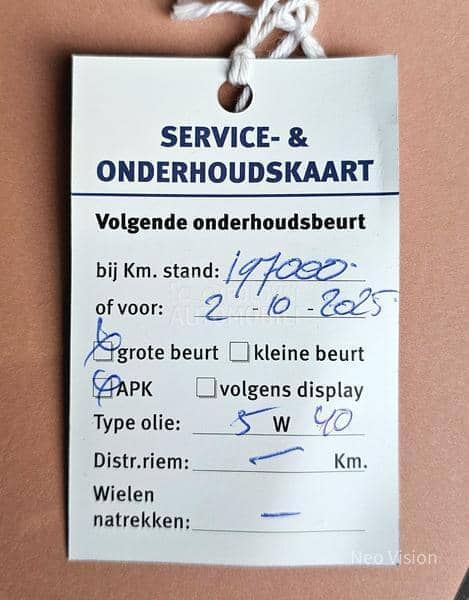 SERVICE- &
ONDERHOUDSKAART
Volgende onderhoudsbeurt
bij Km. stand: 197000.
of voor: 2 - 10 - 2025
grote beurt kleine beurt
APK volgens display
Type olie: 5 W 40
Distr.riem: — Km.
Wielen
natrekken: —
Neo Vision